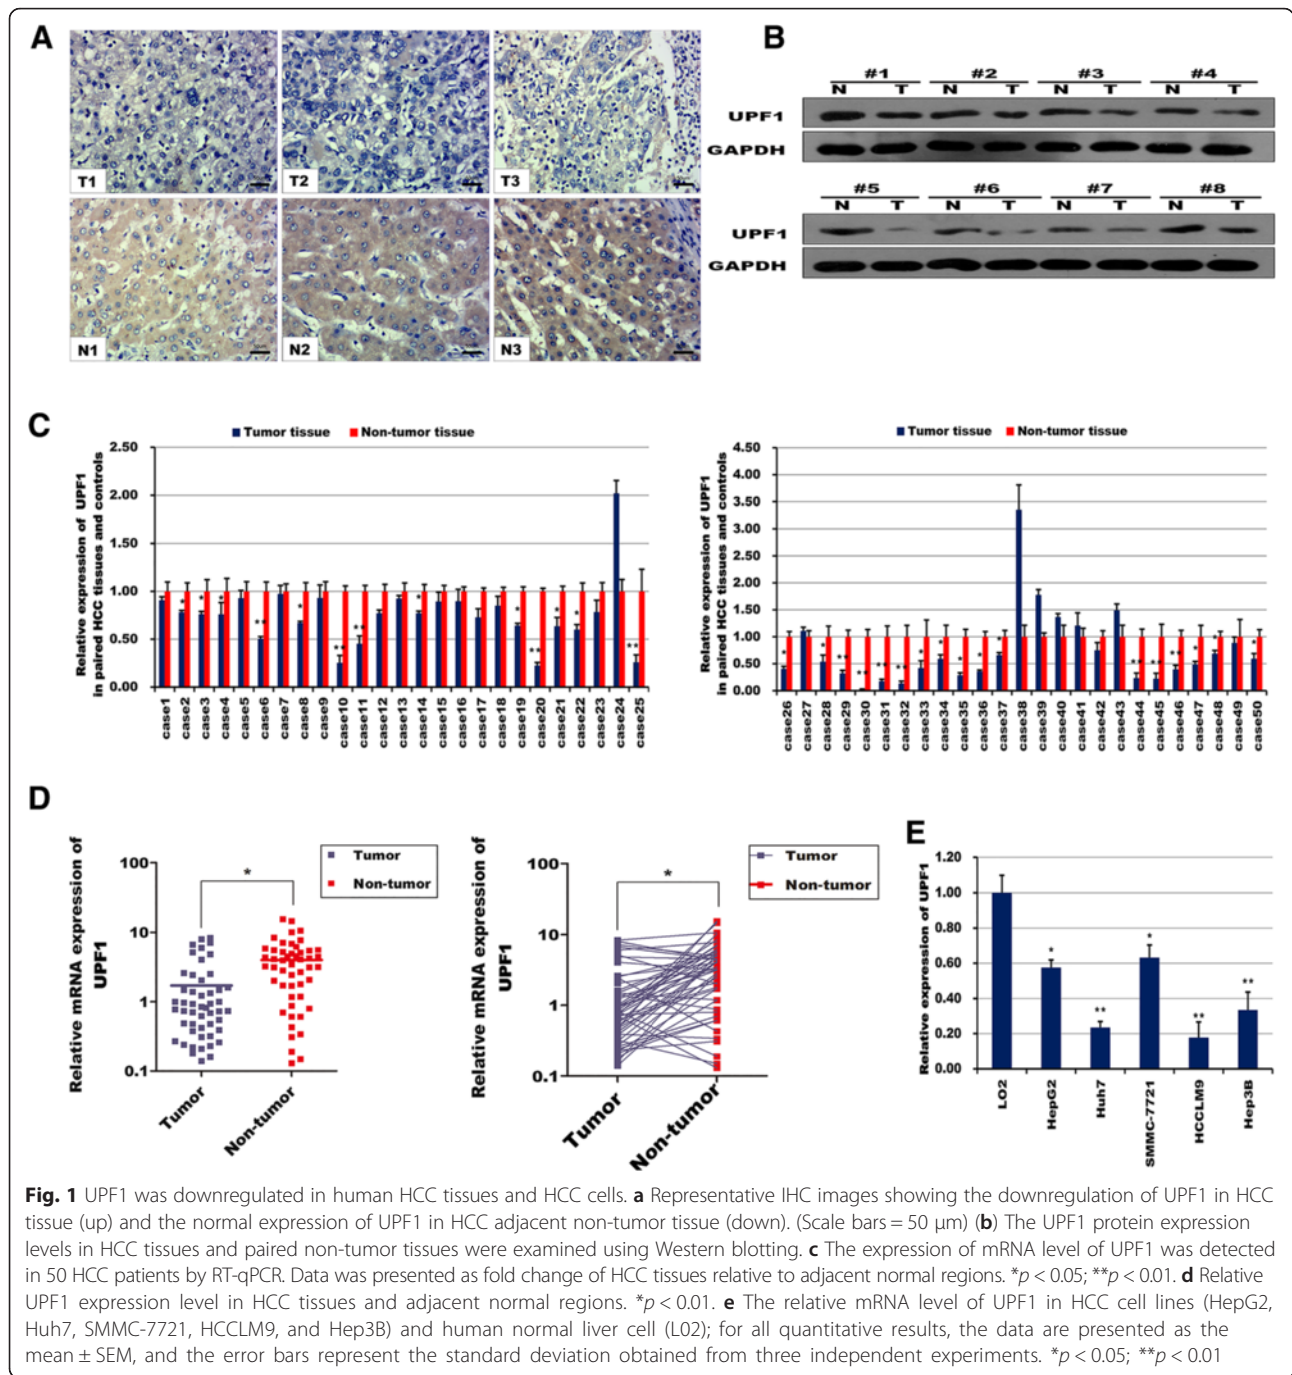 A
T1
T2
T3
N1
N2
N3
B
#1 #2 #3 #4
N T N T N T N T
UPF1
GAPDH
#5 #6 #7 #8
N T N T N T N T
UPF1
GAPDH
C
Tumor tissue Non-tumor tissue
Relative expression of UPF1
in paired HCC tissues and controls
2.50
2.00
1.50
1.00
0.50
0.00
* * * ** * ** ** * * ** * * **
case1
case2
case3
case4
case5
case6
case7
case8
case9
case10
case11
case12
case13
case14
case15
case16
case17
case18
case19
case20
case21
case22
case23
case24
case25
Tumor tissue Non-tumor tissue
Relative expression of UPF1
in paired HCC tissues and controls
4.50
4.00
3.50
3.00
2.50
2.00
1.50
1.00
0.50
0.00
* * ** ** ** ** * * * * * ** ** * * * *
case26
case27
case28
case29
case30
case31
case32
case33
case34
case35
case36
case37
case38
case39
case40
case41
case42
case43
case44
case45
case46
case47
case48
case49
case50
D
Relative mRNA expression of
UPF1
100
10
1
0.1
*
Tumor
Non-tumor
Tumor
Non-tumor
Relative mRNA expression of
UPF1
100
10
1
0.1
*
Tumor
Non-tumor
Tumor
Non-tumor
E
Relative expression of UPF1
1.20
1.00
0.80
0.60
0.40
0.20
0.00
* ** * ** **
LO2
HepG2
Huh7
SMMC-7721
HCCLM9
Hep3B
Fig. 1 UPF1 was downregulated in human HCC tissues and HCC cells. a Representative IHC images showing the downregulation of UPF1 in HCC
tissue (up) and the normal expression of UPF1 in HCC adjacent non-tumor tissue (down). (Scale bars = 50 μm) (b) The UPF1 protein expression
levels in HCC tissues and paired non-tumor tissues were examined using Western blotting. c The expression of mRNA level of UPF1 was detected
in 50 HCC patients by RT-qPCR. Data was presented as fold change of HCC tissues relative to adjacent normal regions. *p < 0.05; **p < 0.01. d Relative
UPF1 expression level in HCC tissues and adjacent normal regions. *p < 0.01. e The relative mRNA level of UPF1 in HCC cell lines (HepG2,
Huh7, SMMC-7721, HCCLM9, and Hep3B) and human normal liver cell (L02); for all quantitative results, the data are presented as the
mean ± SEM, and the error bars represent the standard deviation obtained from three independent experiments. *p < 0.05; **p < 0.01